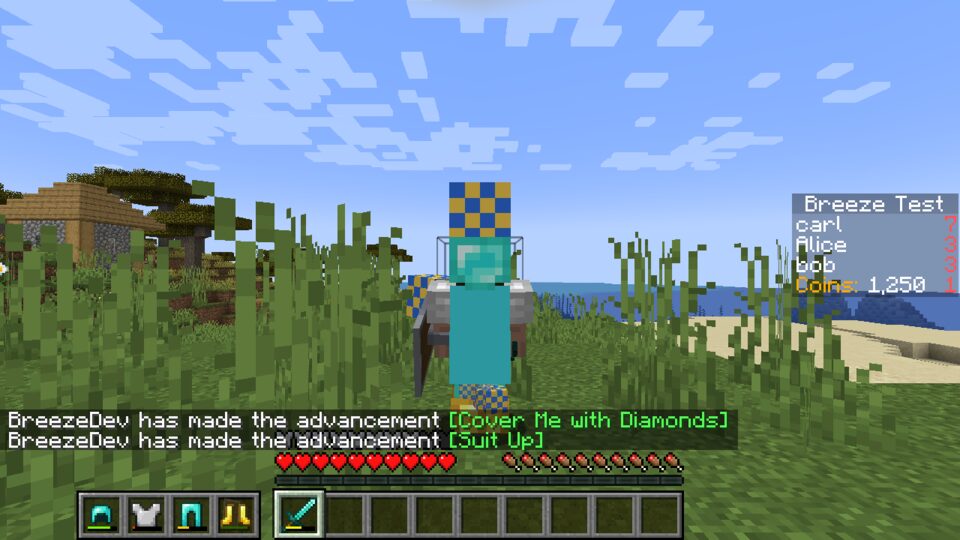 Breeze Test
carl 7
Alice 3
bob 3
Coins: 1,250 1
BreezeDev has made the advancement [Cover Me with Diamonds]
BreezeDev has made the advancement [Suit Up]